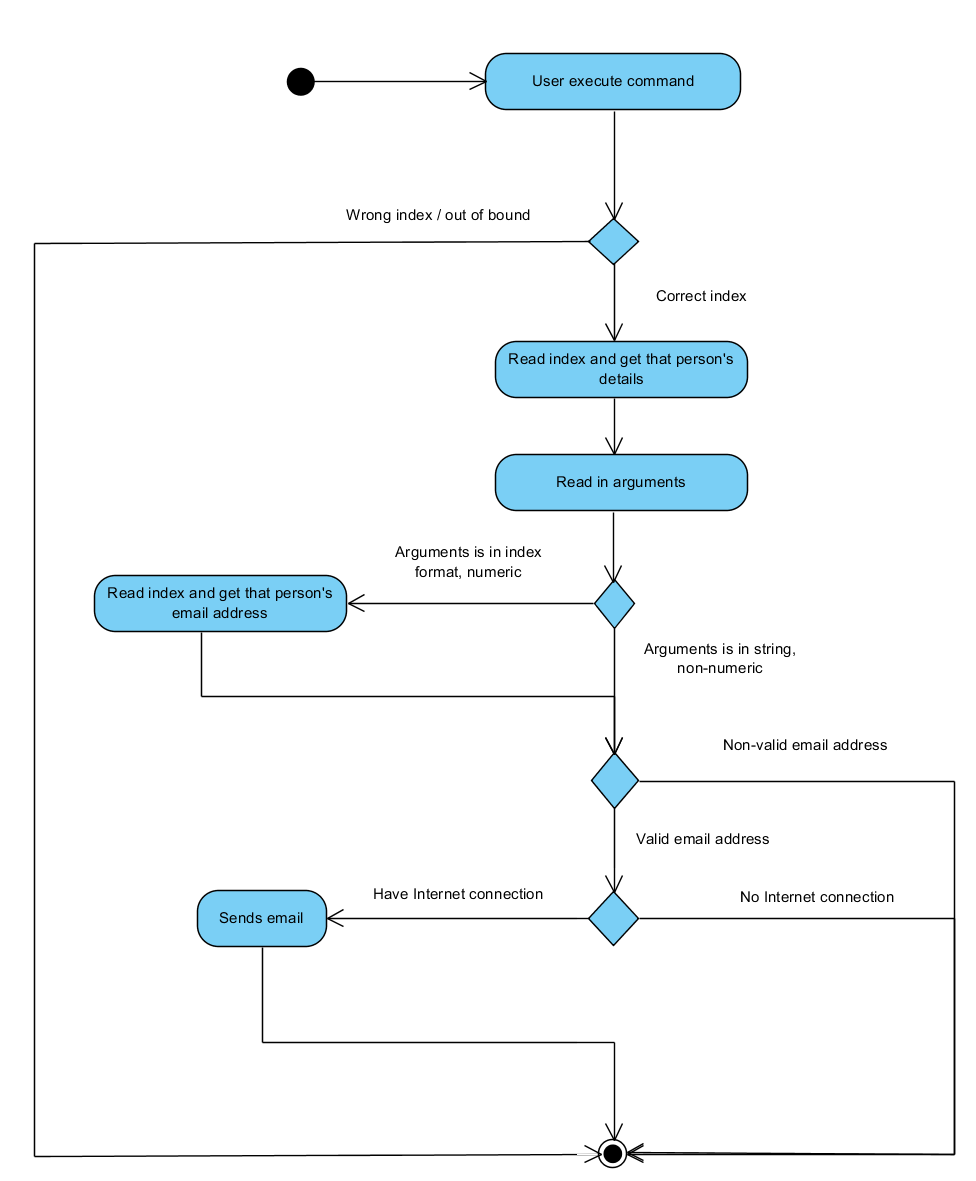 User execute command
Wrong index / out of bound
Correct index
Read index and get that person's
details
Read in arguments
Arguments is in index
format, numeric
Read index and get that person's
email address
Arguments is in string,
non-numeric
Non-valid email address
Valid email address
Have Internet connection
No Internet connection
Sends email